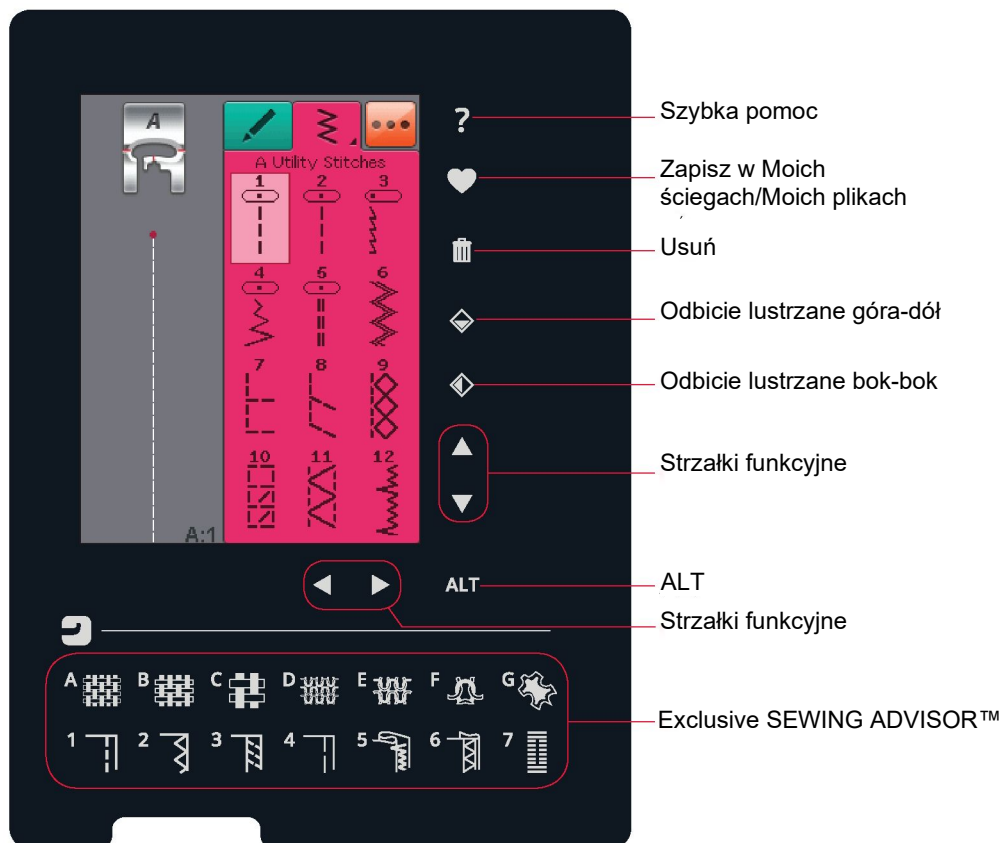 A
?
Szybka pomoc
A Utility Stitches
1 2 3
Zapisz w Moich
ściegach/Moich plikach
Usuń
4 5 6
Odbicie lustrzane góra-dół
7 8 9
Odbicie lustrzane bok-bok
10 11 12
Strzałki funkcyjne
A:1
ALT
ALT
Strzałki funkcyjne
A B C D E F G
1 2 3 4 5 6 7
Exclusive SEWING ADVISOR™